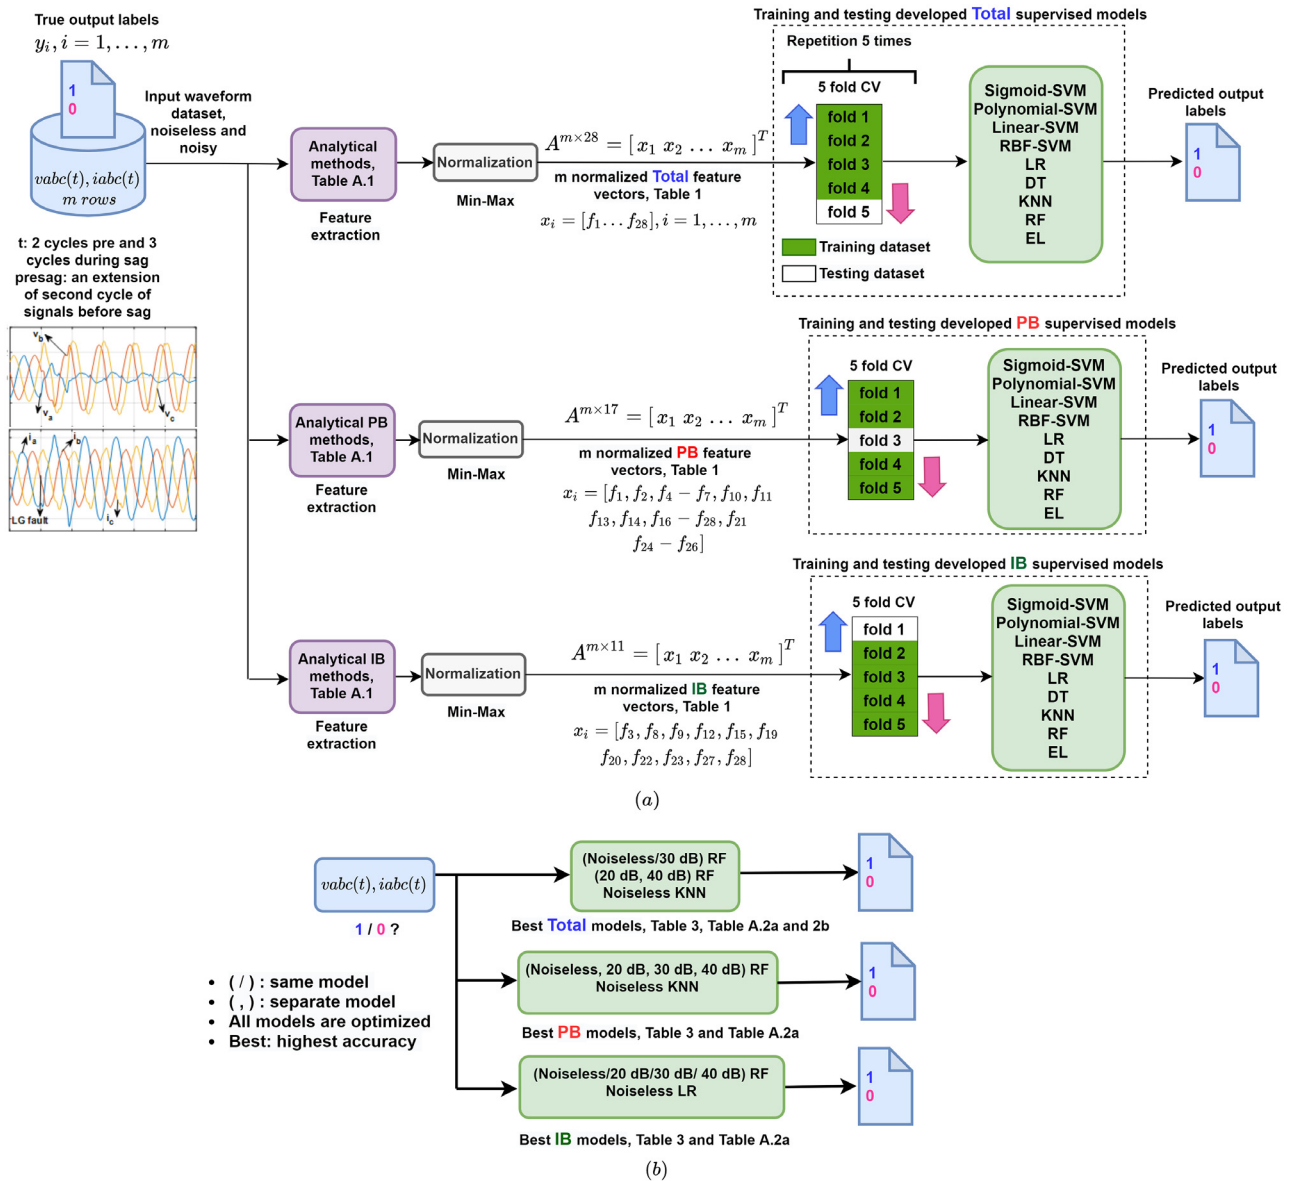 True output labels
y_i, i = 1, . . . , m
1
0
vabc(t), iabc(t)
m rows
Input waveform
dataset,
noiseless and
noisy
t: 2 cycles pre and 3
cycles during sag
presag: an extension
of second cycle of
signals before sag
v_b
v_a
v_c
i_a
i_b
LG fault
i_c
Analytical
methods,
Table A.1
Feature
extraction
Normalization
Min-Max
A^{m×28} = [ x_1 x_2 … x_m ]^T
m normalized Total feature
vectors, Table 1
x_i = [f_1 … f_28], i = 1, . . . , m
Training and testing developed Total supervised models
Repetition 5 times
5 fold CV
fold 1
fold 2
fold 3
fold 4
fold 5
Training dataset
Testing dataset
Sigmoid-SVM
Polynomial-SVM
Linear-SVM
RBF-SVM
LR
DT
KNN
RF
EL
Predicted output
labels
1
0
Analytical PB
methods,
Table A.1
Feature
extraction
Normalization
Min-Max
A^{m×17} = [ x_1 x_2 … x_m ]^T
m normalized PB feature
vectors, Table 1
x_i = [f_1, f_2, f_4 − f_7, f_10, f_11
f_13, f_14, f_16 − f_28, f_21
f_24 − f_26]
Training and testing developed PB supervised models
5 fold CV
fold 1
fold 2
fold 3
fold 4
fold 5
Sigmoid-SVM
Polynomial-SVM
Linear-SVM
RBF-SVM
LR
DT
KNN
RF
EL
Predicted output
labels
1
0
Analytical IB
methods,
Table A.1
Feature
extraction
Normalization
Min-Max
A^{m×11} = [ x_1 x_2 … x_m ]^T
m normalized IB feature
vectors, Table 1
x_i = [f_3, f_8, f_9, f_12, f_15, f_19
f_20, f_22, f_23, f_27, f_28]
Training and testing developed IB supervised models
5 fold CV
fold 1
fold 2
fold 3
fold 4
fold 5
Sigmoid-SVM
Polynomial-SVM
Linear-SVM
RBF-SVM
LR
DT
KNN
RF
EL
Predicted output
labels
1
0
(a)
vabc(t), iabc(t)
1 / 0 ?
• ( / ) : same model
• ( , ) : separate model
• All models are optimized
• Best: highest accuracy
(Noiseless/30 dB) RF
(20 dB, 40 dB) RF
Noiseless KNN
Best Total models, Table 3, Table A.2a and 2b
1
0
(Noiseless, 20 dB, 30 dB, 40 dB) RF
Noiseless KNN
Best PB models, Table 3 and Table A.2a
1
0
(Noiseless/20 dB/30 dB/ 40 dB) RF
Noiseless LR
Best IB models, Table 3 and Table A.2a
1
0
(b)